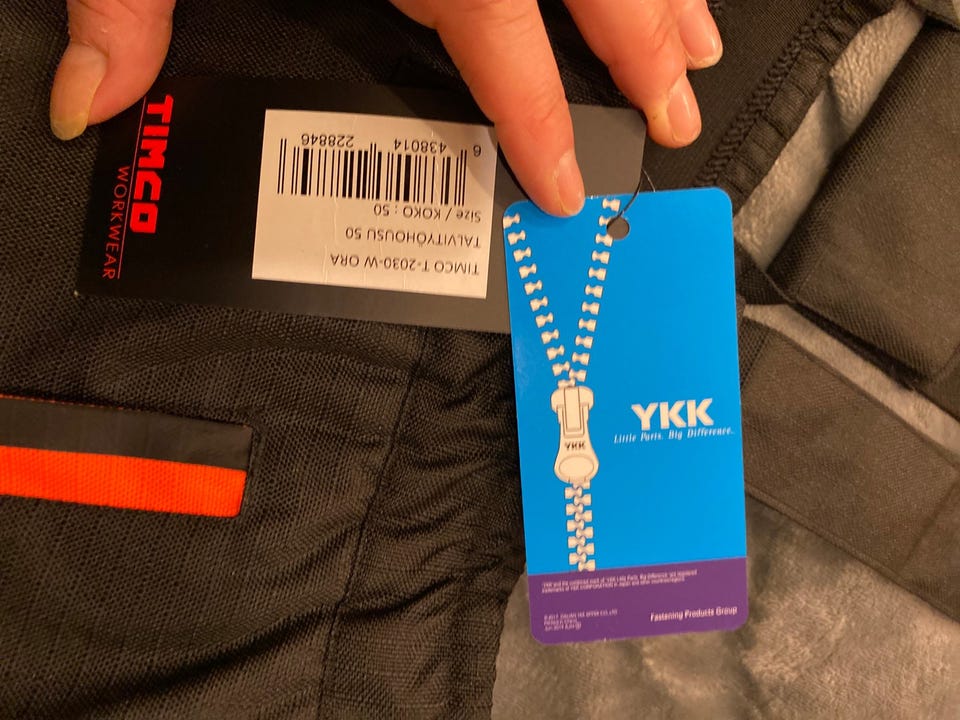 TIMCO
WORKWEAR
TIMCO T-2030-W ORA
TALVITYÖHOUSU 50
Size / KOKO : 50
6 438014 228846
YKK
YKK
Little Parts. Big Difference.
Fastening Products Group